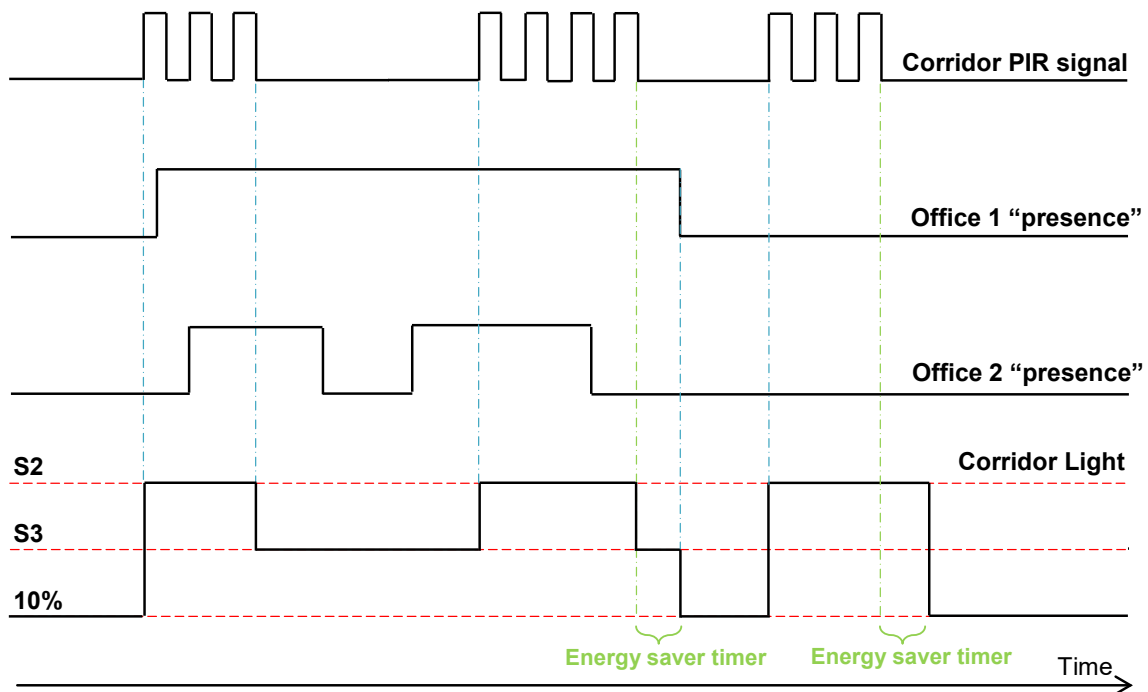 Corridor PIR signal
Office 1 “presence”
Office 2 “presence”
S2
Corridor Light
S3
10%
Energy saver timer
Energy saver timer
Time